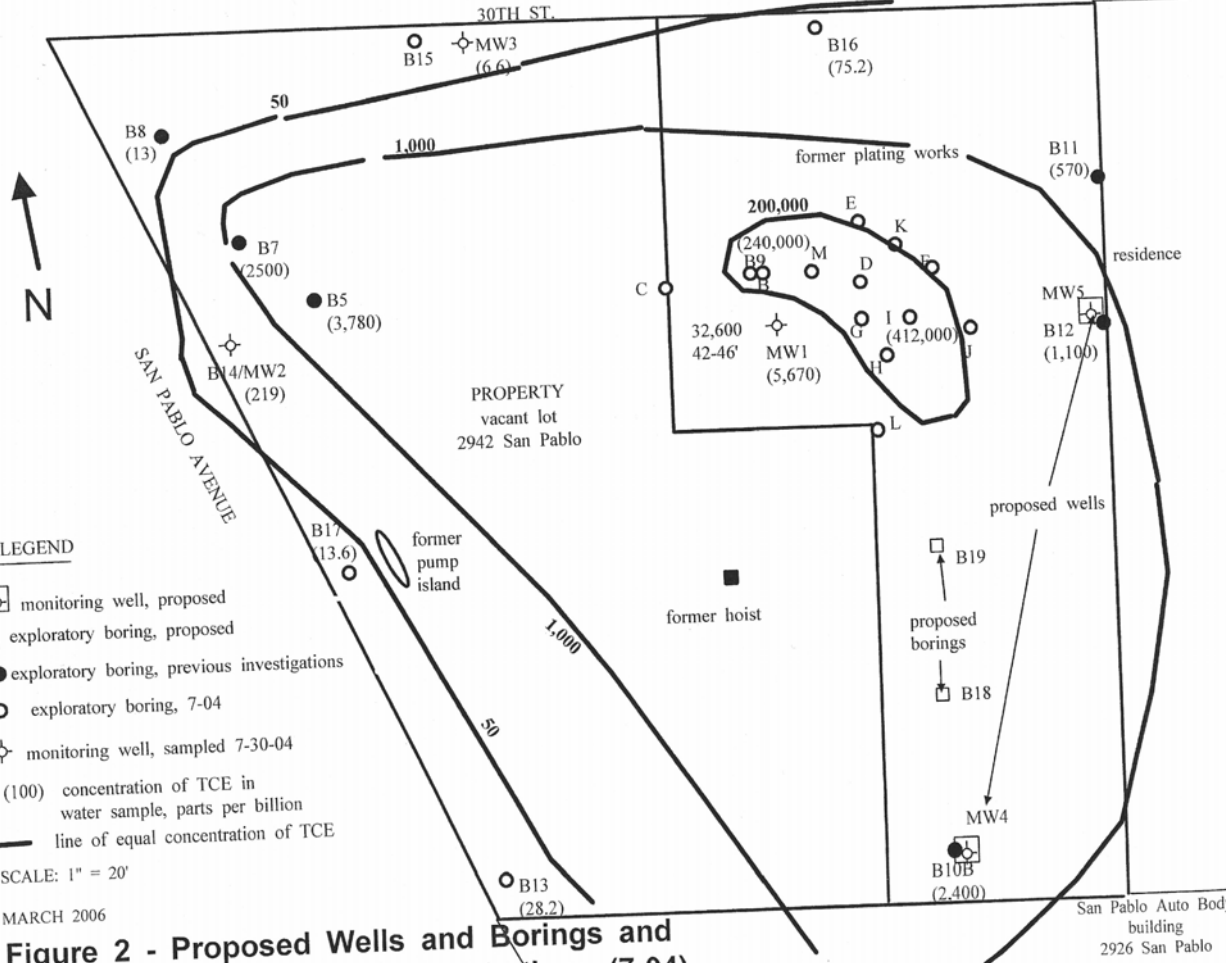 30TH ST.
B15
MW3
(6.6)
B16
(75.2)
50
B8
(13)
1,000
former plating works
B11
(570)
N
B7
(2500)
B5
(3,780)
200,000
E
K
(240,000)
B9
B
M
D
F
residence
C
MW5
32,600
42-46'
MW1
(5,670)
G
I
(412,000)
J
B12
(1,100)
H
B14/MW2
(219)
SAN PABLO AVENUE
PROPERTY
vacant lot
2942 San Pablo
L
proposed wells
B17
(13.6)
former
pump
island
B19
former hoist
proposed
borings
B18
1,000
50
LEGEND
monitoring well, proposed
exploratory boring, proposed
exploratory boring, previous investigations
exploratory boring, 7-04
monitoring well, sampled 7-30-04
(100) concentration of TCE in
water sample, parts per billion
line of equal concentration of TCE
SCALE: 1" = 20'
MARCH 2006
MW4
B10B
(2,400)
B13
(28.2)
San Pablo Auto Body
building
2926 San Pablo
Figure 2 - Proposed Wells and Borings and
(7-04)